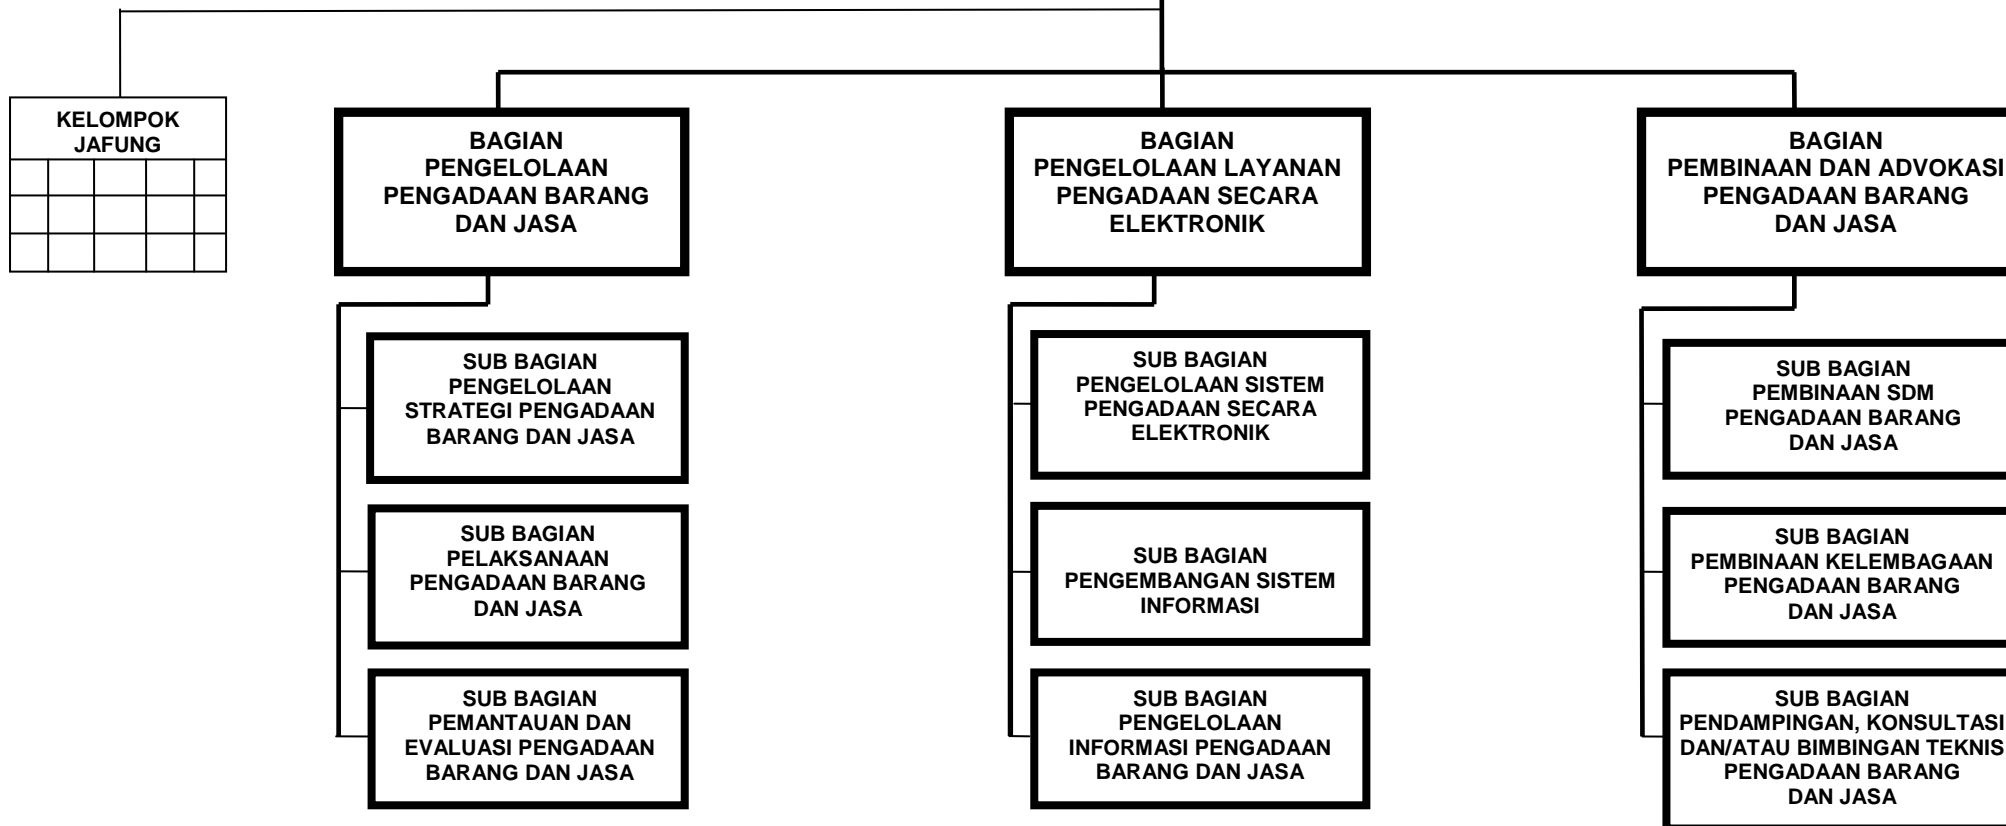 KELOMPOK
JAFUNG
BAGIAN
PENGELOLAAN
PENGADAAN BARANG
DAN JASA
BAGIAN
PENGELOLAAN LAYANAN
PENGADAAN SECARA
ELEKTRONIK
BAGIAN
PEMBINAAN DAN ADVOKASI
PENGADAAN BARANG
DAN JASA
SUB BAGIAN
PENGELOLAAN
STRATEGI PENGADAAN
BARANG DAN JASA
SUB BAGIAN
PENGELOLAAN SISTEM
PENGADAAN SECARA
ELEKTRONIK
SUB BAGIAN
PEMBINAAN SDM
PENGADAAN BARANG
DAN JASA
SUB BAGIAN
PELAKSANAAN
PENGADAAN BARANG
DAN JASA
SUB BAGIAN
PENGEMBANGAN SISTEM
INFORMASI
SUB BAGIAN
PEMBINAAN KELEMBAGAAN
PENGADAAN BARANG
DAN JASA
SUB BAGIAN
PEMANTAUAN DAN
EVALUASI PENGADAAN
BARANG DAN JASA
SUB BAGIAN
PENGELOLAAN
INFORMASI PENGADAAN
BARANG DAN JASA
SUB BAGIAN
PENDAMPINGAN, KONSULTASI
DAN/ATAU BIMBINGAN TEKNIS
PENGADAAN BARANG
DAN JASA